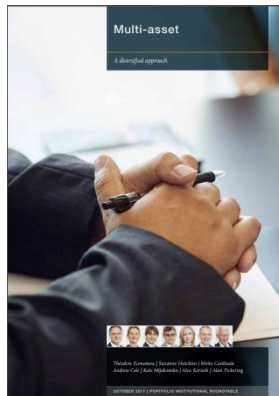 Multi-asset
A diversified approach
Théodore Economou | Suzanne Hutchins | Mirko Cardinale
Andrew Cole | Kate Mijakowska | Alex Koriath | Alan Pickering
OCTOBER 2017 | PORTFOLIO INSTITUTIONAL ROUNDTABLE